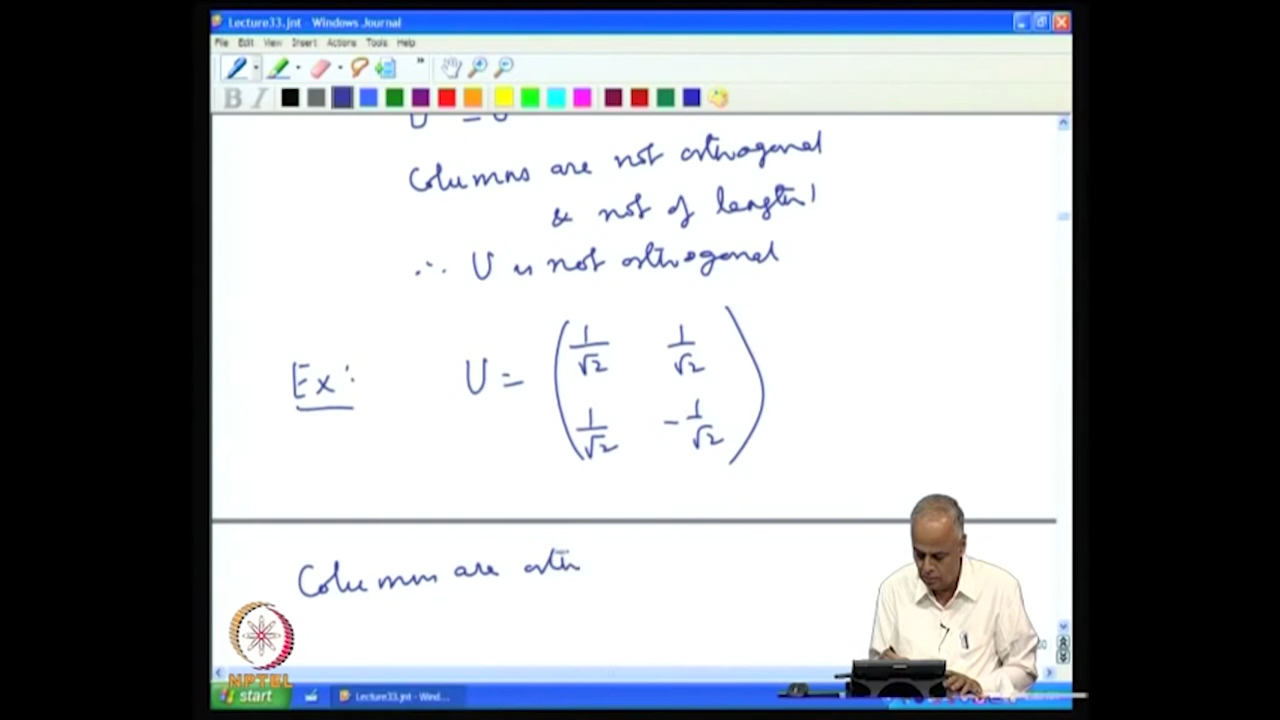 Lecture33.jnt - Windows Journal
File Edit View Insert Actions Tools Help
B I
Columns are not orthogonal
& not of length 1
∴ U is not orthogonal
Ex: U = ( 1/√2 1/√2
1/√2 -1/√2 )
Columns are orth
NPTEL
start Lecture33.jnt - Wind...